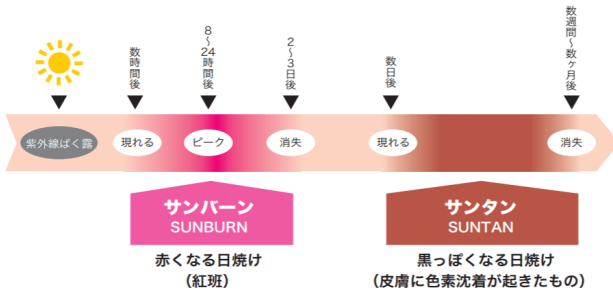 数時間後
8～24時間後
2～3日後
数日後
数週間～数ヶ月後
紫外線ばく露
現れる
ピーク
消失
現れる
消失
サンバーン
SUNBURN
サンタン
SUNTAN
赤くなる日焼け
（紅斑）
黒っぽくなる日焼け
（皮膚に色素沈着が起きたもの）